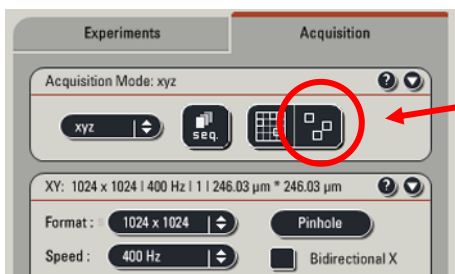 Experiments Acquisition
Acquisition Mode: xyz
xyz seq.
XY: 1024 x 1024 | 400 Hz | 1 | 246.03 µm * 246.03 µm
Format : 1024 x 1024 Pinhole
Speed : 400 Hz Bidirectional X